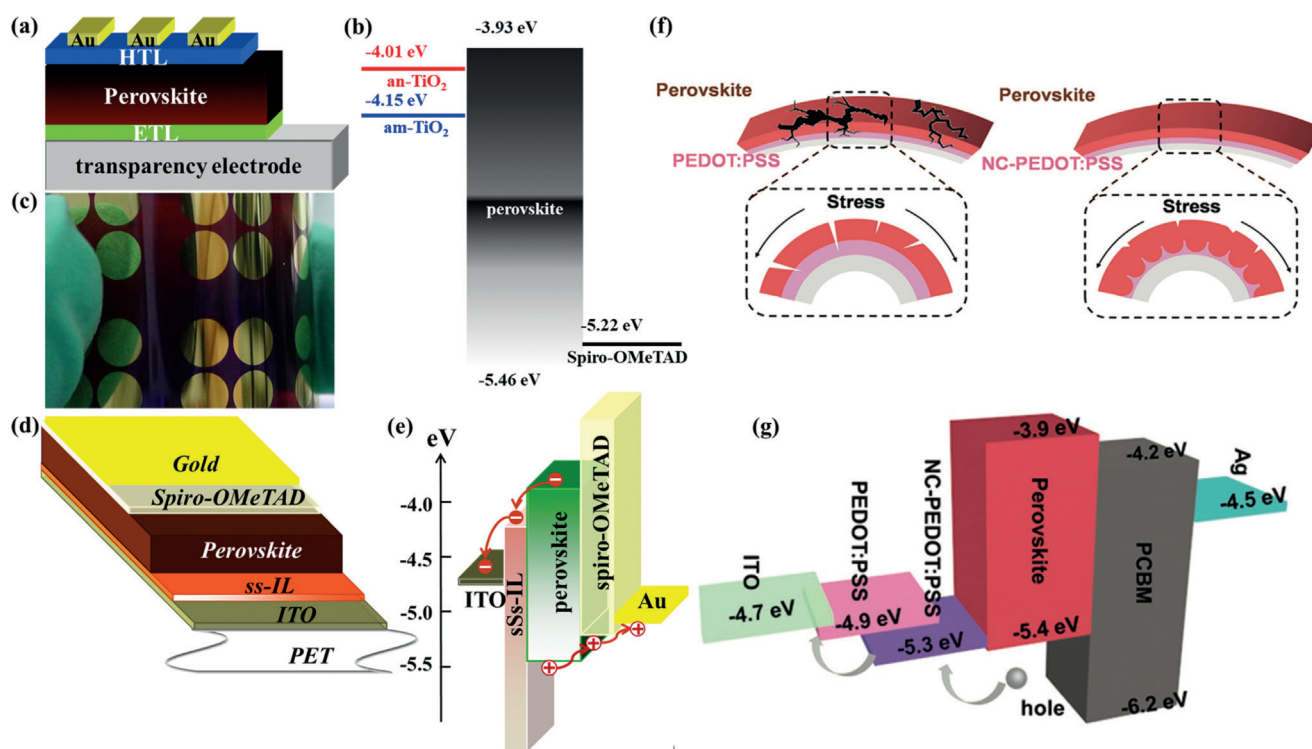 (a)
Au Au Au
HTL
Perovskite
ETL
transparency electrode
(b)
-3.93 eV
-4.01 eV
an-TiO2
-4.15 eV
am-TiO2
perovskite
-5.22 eV
Spiro-OMeTAD
-5.46 eV
(c)
(d)
Gold
Spiro-OMeTAD
Perovskite
ss-IL
ITO
PET
(e)
eV
-4.0
-4.5
-5.0
-5.5
ITO
sSs-IL
perovskite
spiro-OMeTAD
Au
(f)
Perovskite
PEDOT:PSS
Stress
Perovskite
NC-PEDOT:PSS
Stress
(g)
ITO
-4.7 eV
PEDOT:PSS
-4.9 eV
NC-PEDOT:PSS
-5.3 eV
-3.9 eV
Perovskite
-5.4 eV
-4.2 eV
PCBM
-6.2 eV
Ag
-4.5 eV
hole